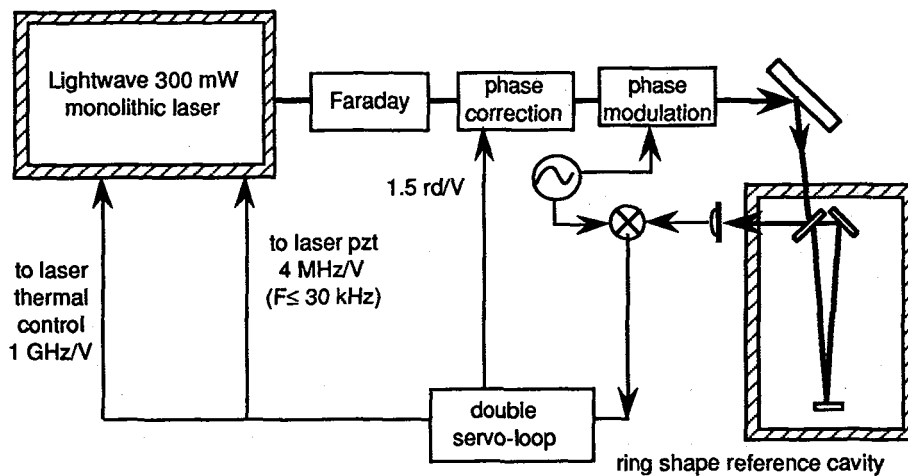 Lightwave 300 mW
monolithic laser
Faraday
phase
correction
phase
modulation
1.5 rd/V
to laser pzt
4 MHz/V
(F≤ 30 kHz)
to laser
thermal
control
1 GHz/V
double
servo-loop
ring shape reference cavity